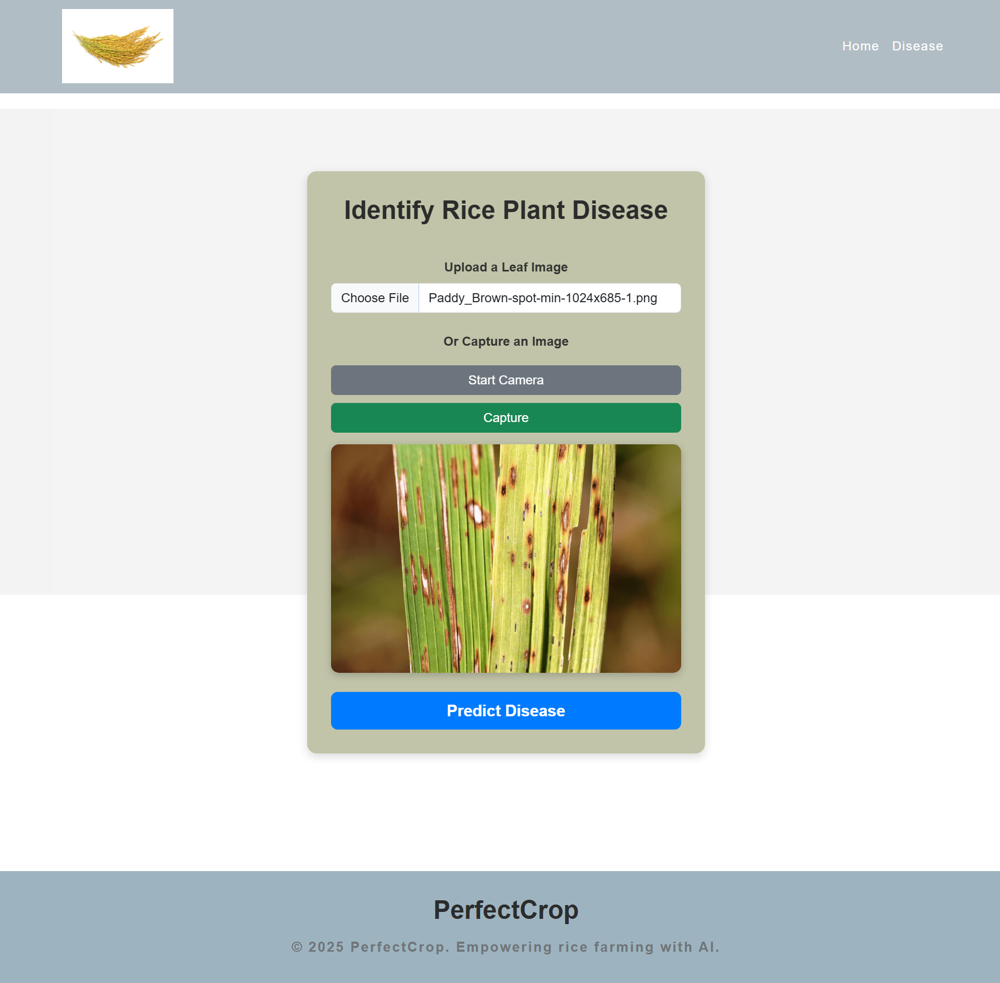 Home Disease
Identify Rice Plant Disease
Upload a Leaf Image
Choose File Paddy_Brown-spot-min-1024x685-1.png
Or Capture an Image
Start Camera
Capture
Predict Disease
PerfectCrop
© 2025 PerfectCrop. Empowering rice farming with AI.